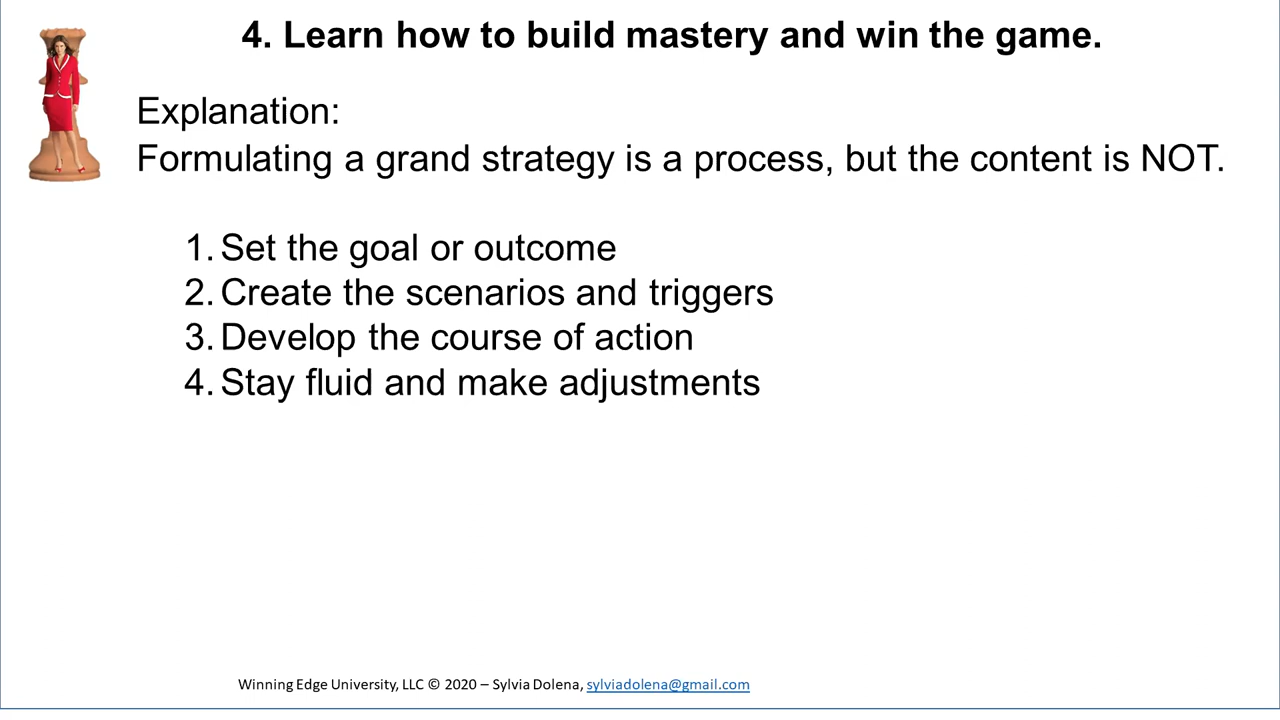 4. Learn how to build mastery and win the game.
Explanation:
Formulating a grand strategy is a process, but the content is NOT.
1. Set the goal or outcome
2. Create the scenarios and triggers
3. Develop the course of action
4. Stay fluid and make adjustments
Winning Edge University, LLC © 2020 – Sylvia Dolena, sylviadolena@gmail.com